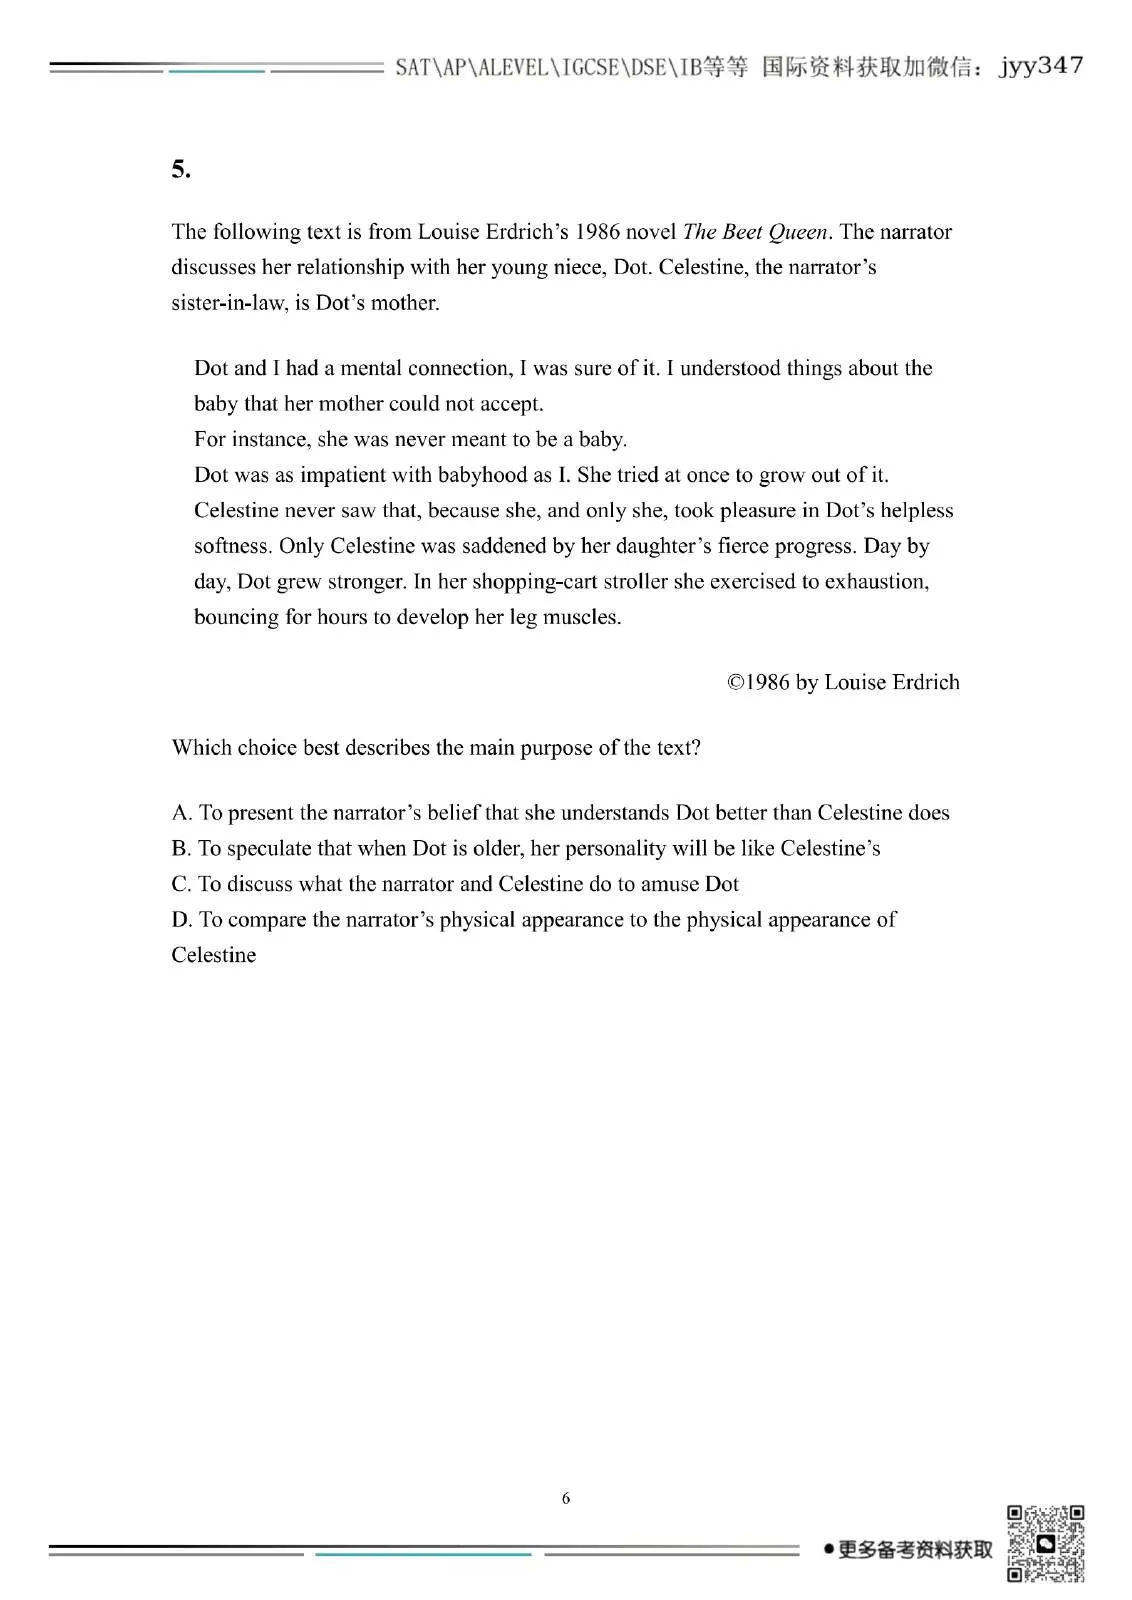 SAT\AP\ALEVEL\IGCSE\DSE\IB等等 国际资料获取加微信：jyy347
5.
The following text is from Louise Erdrich’s 1986 novel The Beet Queen. The narrator
discusses her relationship with her young niece, Dot. Celestine, the narrator’s
sister-in-law, is Dot’s mother.
Dot and I had a mental connection, I was sure of it. I understood things about the
baby that her mother could not accept.
For instance, she was never meant to be a baby.
Dot was as impatient with babyhood as I. She tried at once to grow out of it.
Celestine never saw that, because she, and only she, took pleasure in Dot’s helpless
softness. Only Celestine was saddened by her daughter’s fierce progress. Day by
day, Dot grew stronger. In her shopping-cart stroller she exercised to exhaustion,
bouncing for hours to develop her leg muscles.
©1986 by Louise Erdrich
Which choice best describes the main purpose of the text?
A. To present the narrator’s belief that she understands Dot better than Celestine does
B. To speculate that when Dot is older, her personality will be like Celestine’s
C. To discuss what the narrator and Celestine do to amuse Dot
D. To compare the narrator’s physical appearance to the physical appearance of
Celestine
6
●更多备考资料获取